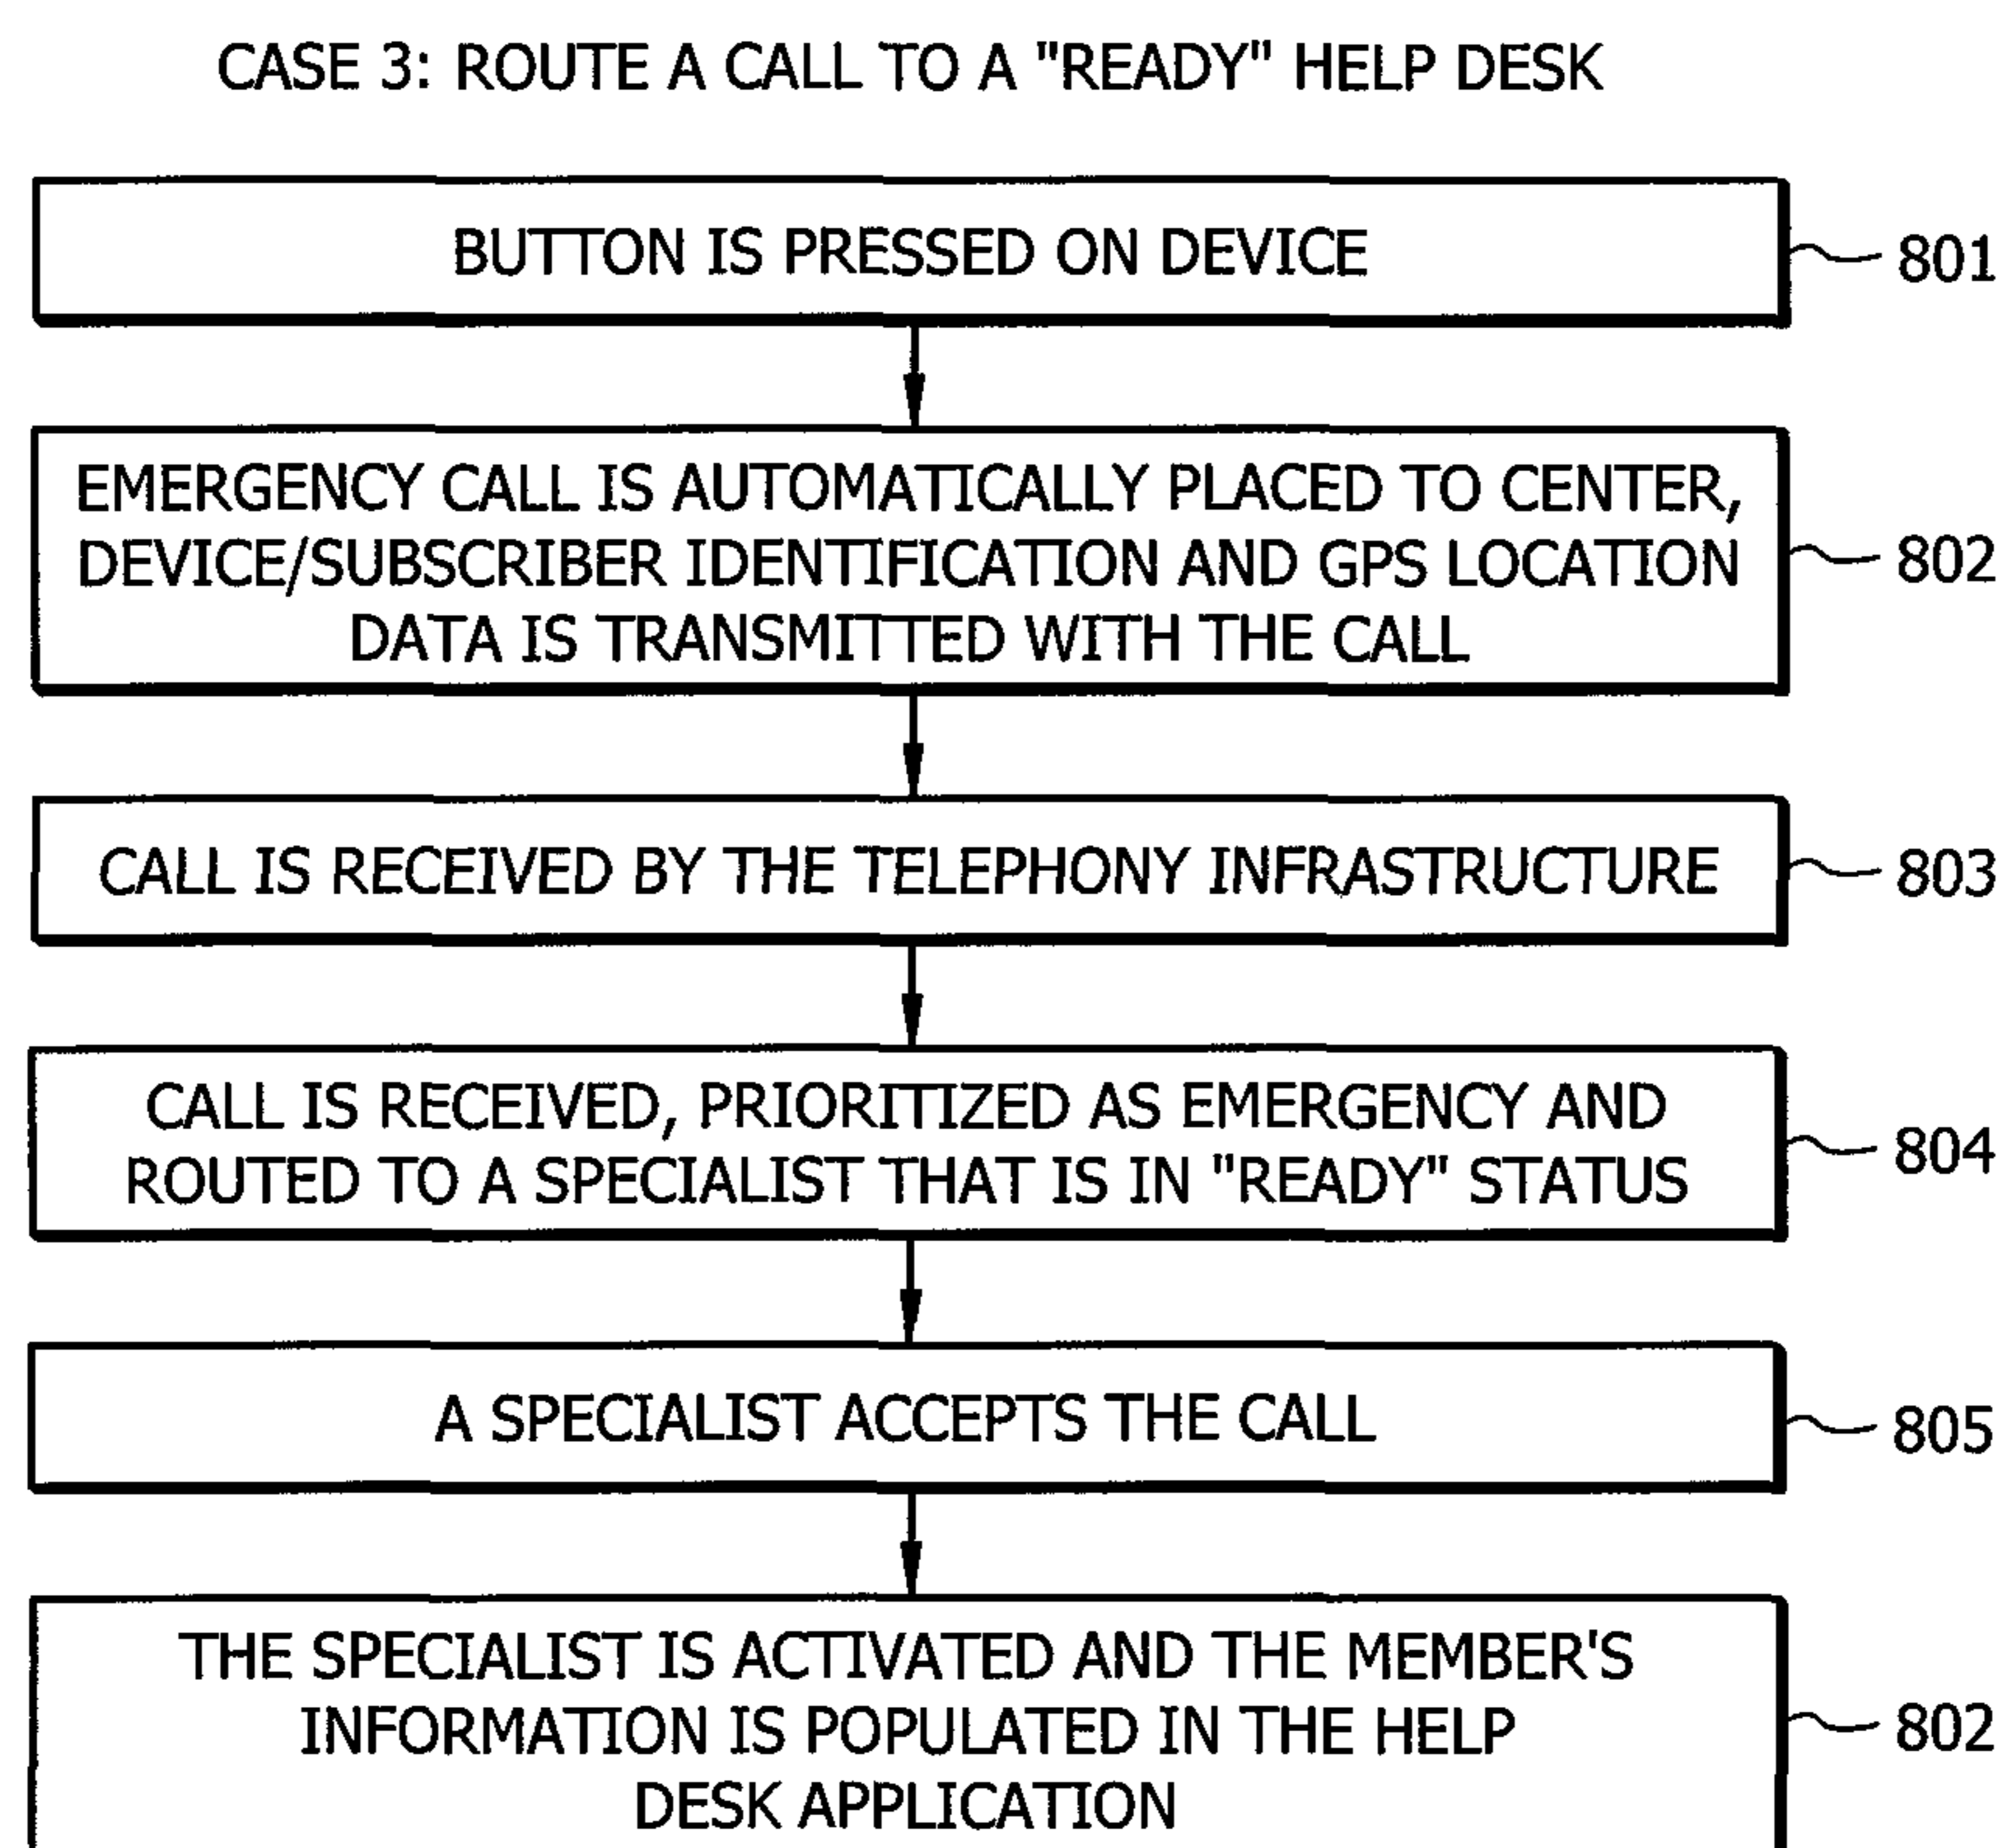 CASE 3: ROUTE A CALL TO A "READY" HELP DESK
BUTTON IS PRESSED ON DEVICE
801
EMERGENCY CALL IS AUTOMATICALLY PLACED TO CENTER,
DEVICE/SUBSCRIBER IDENTIFICATION AND GPS LOCATION
DATA IS TRANSMITTED WITH THE CALL
802
CALL IS RECEIVED BY THE TELEPHONY INFRASTRUCTURE
803
CALL IS RECEIVED, PRIORITIZED AS EMERGENCY AND
ROUTED TO A SPECIALIST THAT IS IN "READY" STATUS
804
A SPECIALIST ACCEPTS THE CALL
805
THE SPECIALIST IS ACTIVATED AND THE MEMBER'S
INFORMATION IS POPULATED IN THE HELP
DESK APPLICATION
802